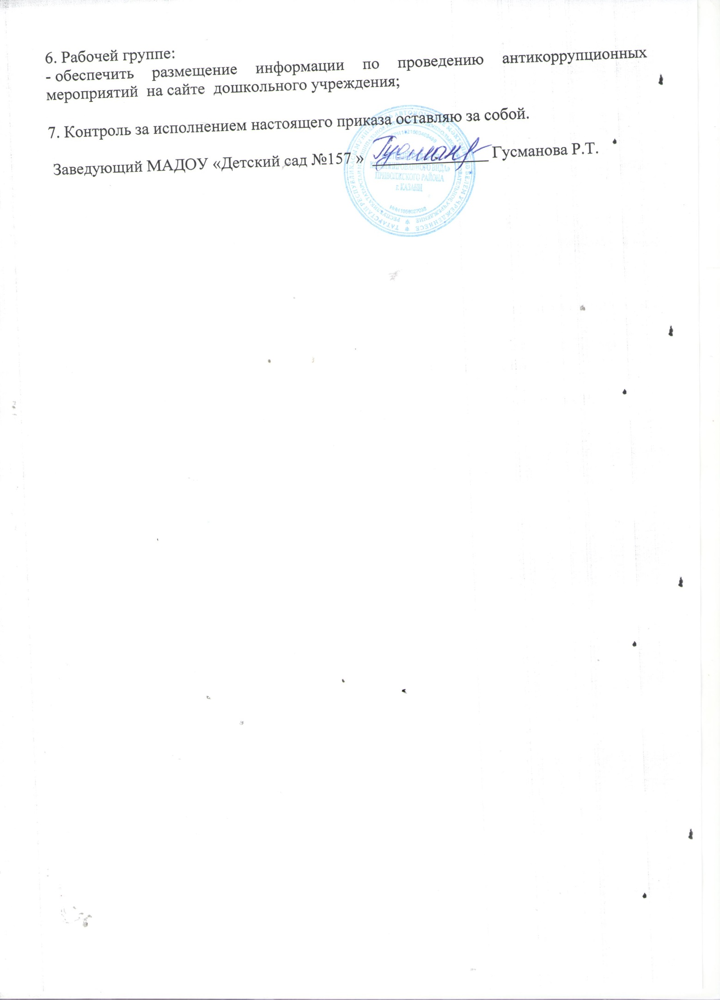 6. Рабочей группе:
- обеспечить размещение информации по проведению антикоррупционных
мероприятий на сайте дошкольного учреждения;
7. Контроль за исполнением настоящего приказа оставляю за собой.
Заведующий МАДОУ «Детский сад №157 » Гусманова Р.Т.
ПРИВОЛЖСКОГО РАЙОНА
г. КАЗАНИ